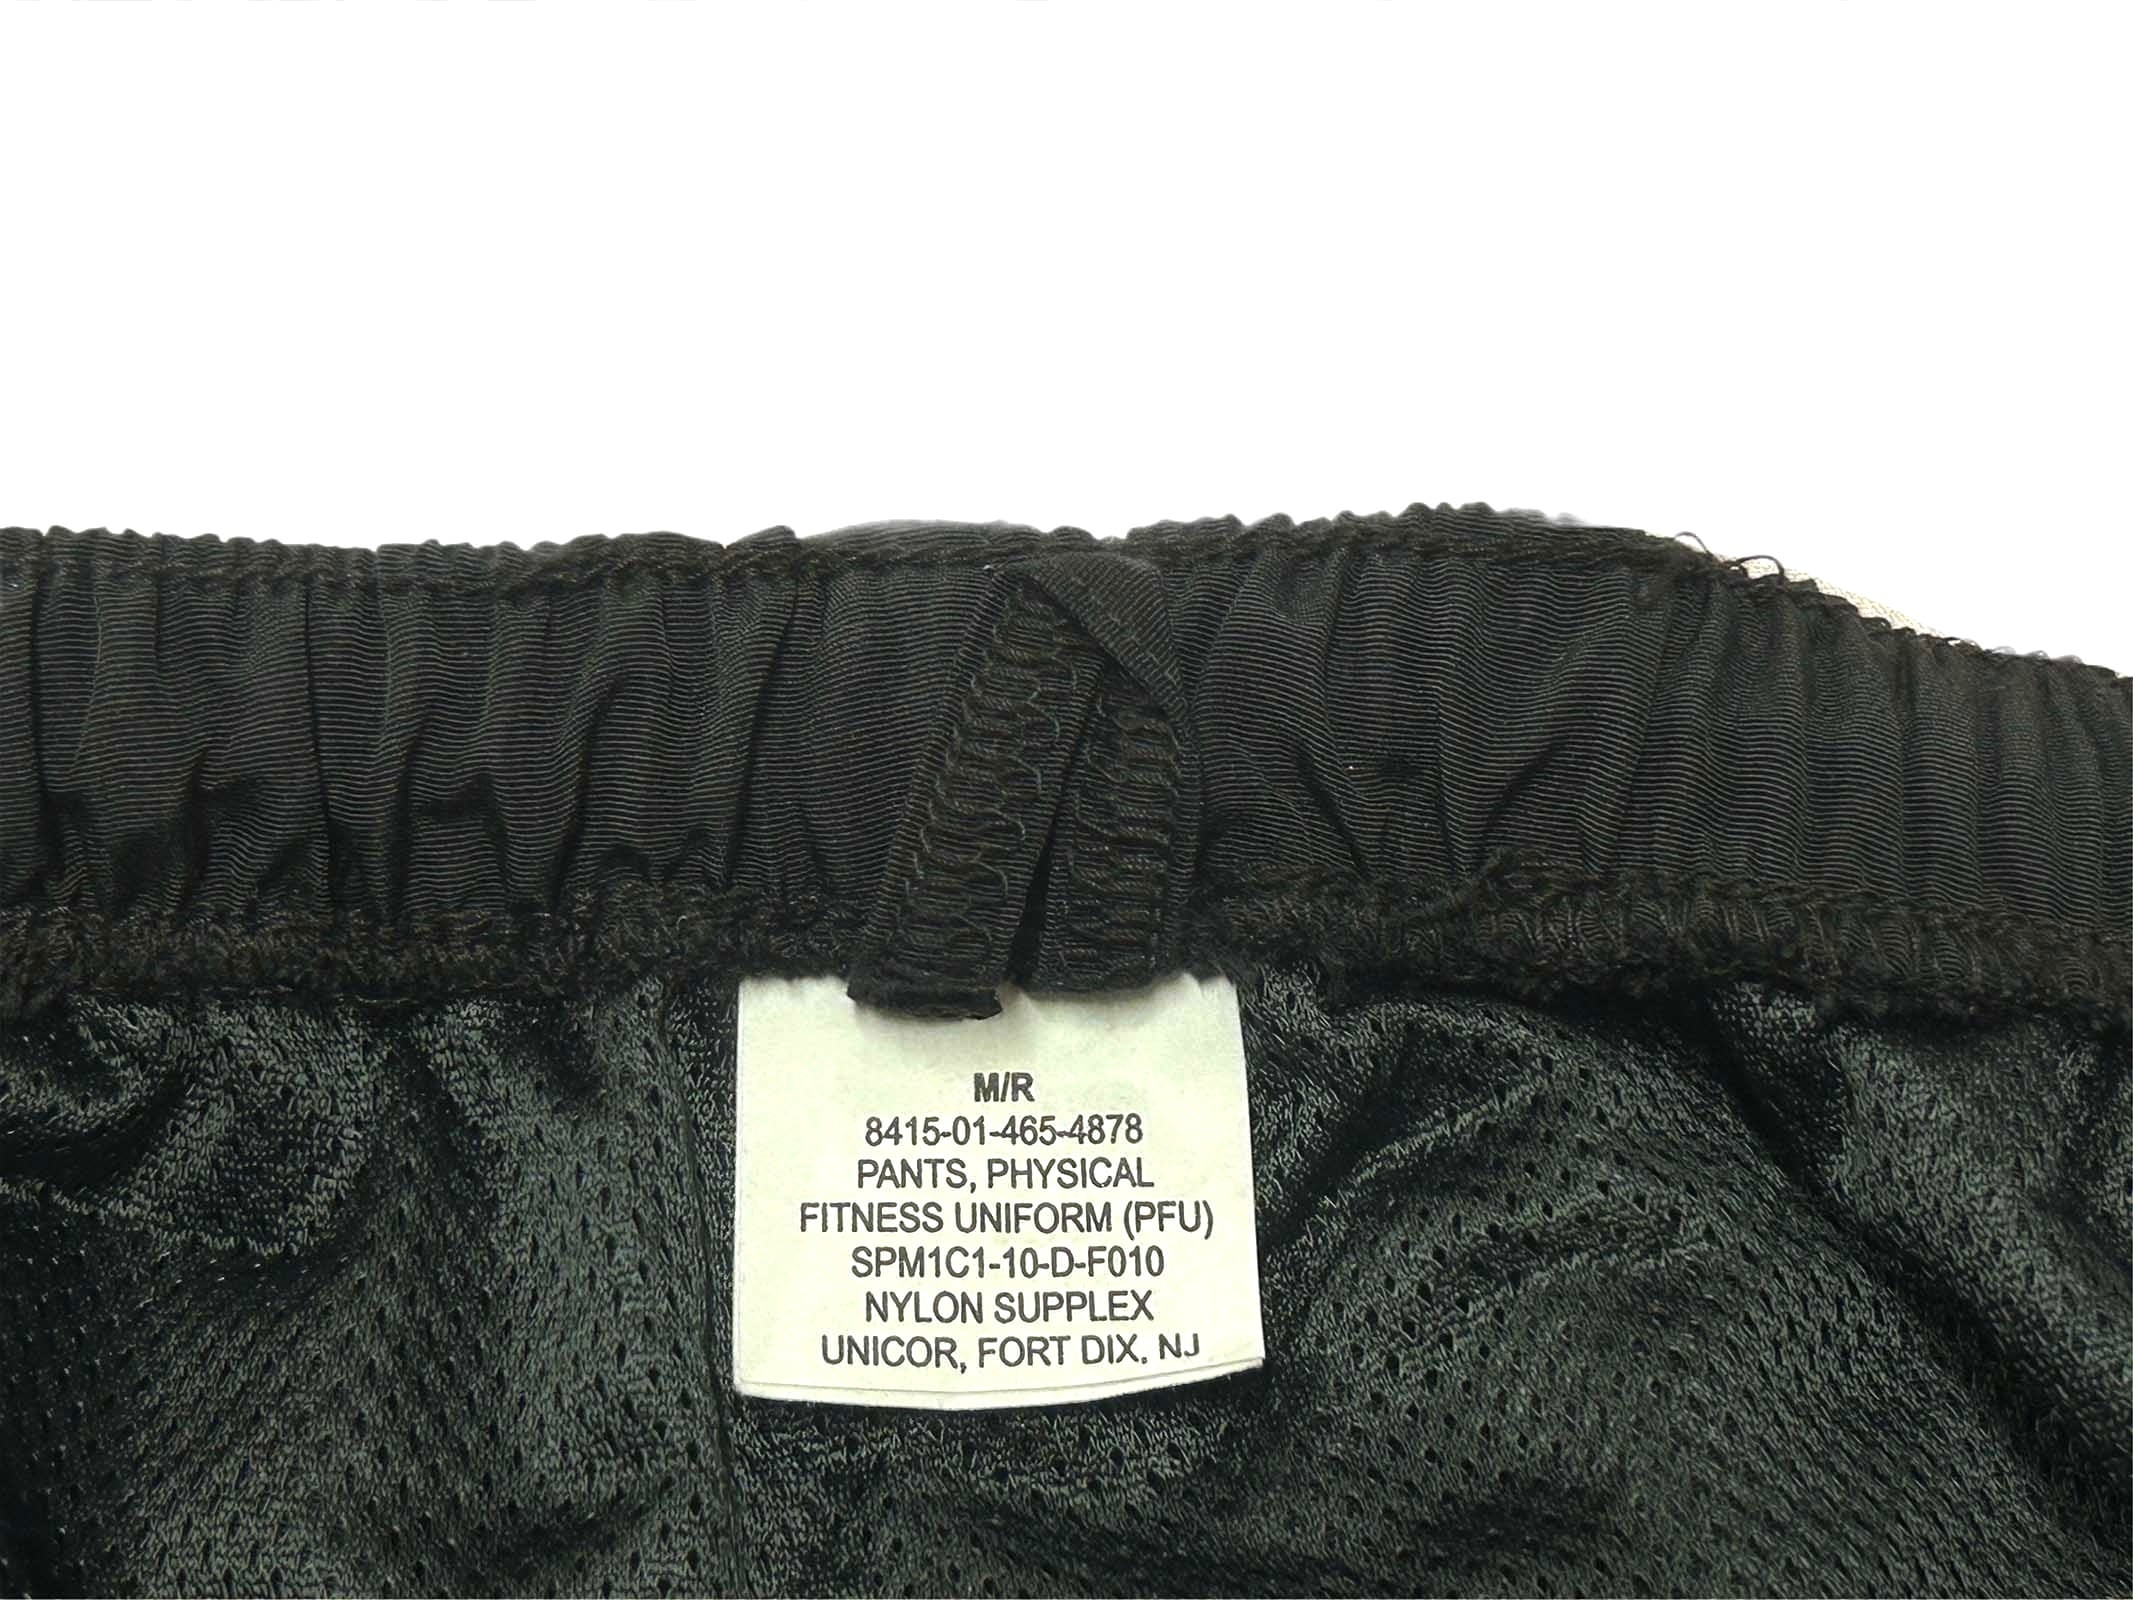 M/R
8415-01-465-4878
PANTS, PHYSICAL
FITNESS UNIFORM (PFU)
SPM1C1-10-D-F010
NYLON SUPPLEX
UNICOR, FORT DIX, NJ